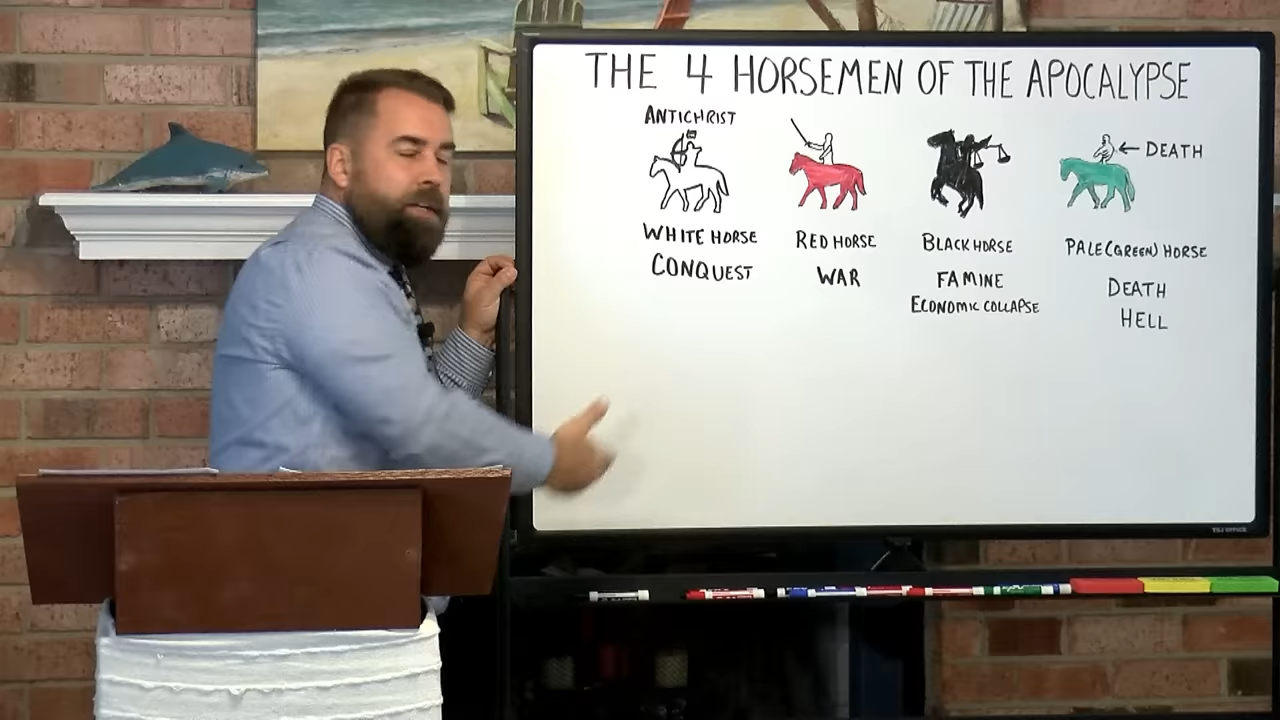 THE 4 HORSEMEN OF THE APOCALYPSE
ANTICHRIST
← DEATH
WHITE HORSE
CONQUEST
RED HORSE
WAR
BLACK HORSE
FAMINE
ECONOMIC COLLAPSE
PALE (GREEN) HORSE
DEATH
HELL